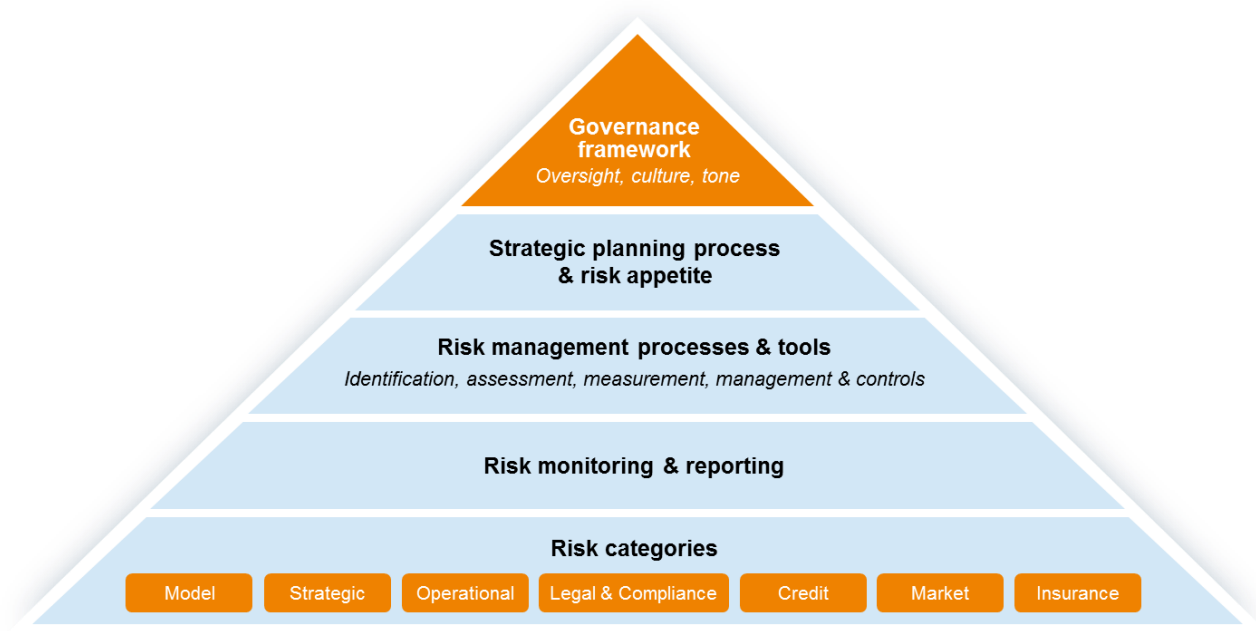 Governance
framework
Oversight, culture, tone
Strategic planning process
& risk appetite
Risk management processes & tools
Identification, assessment, measurement, management & controls
Risk monitoring & reporting
Risk categories
Model
Strategic
Operational
Legal & Compliance
Credit
Market
Insurance